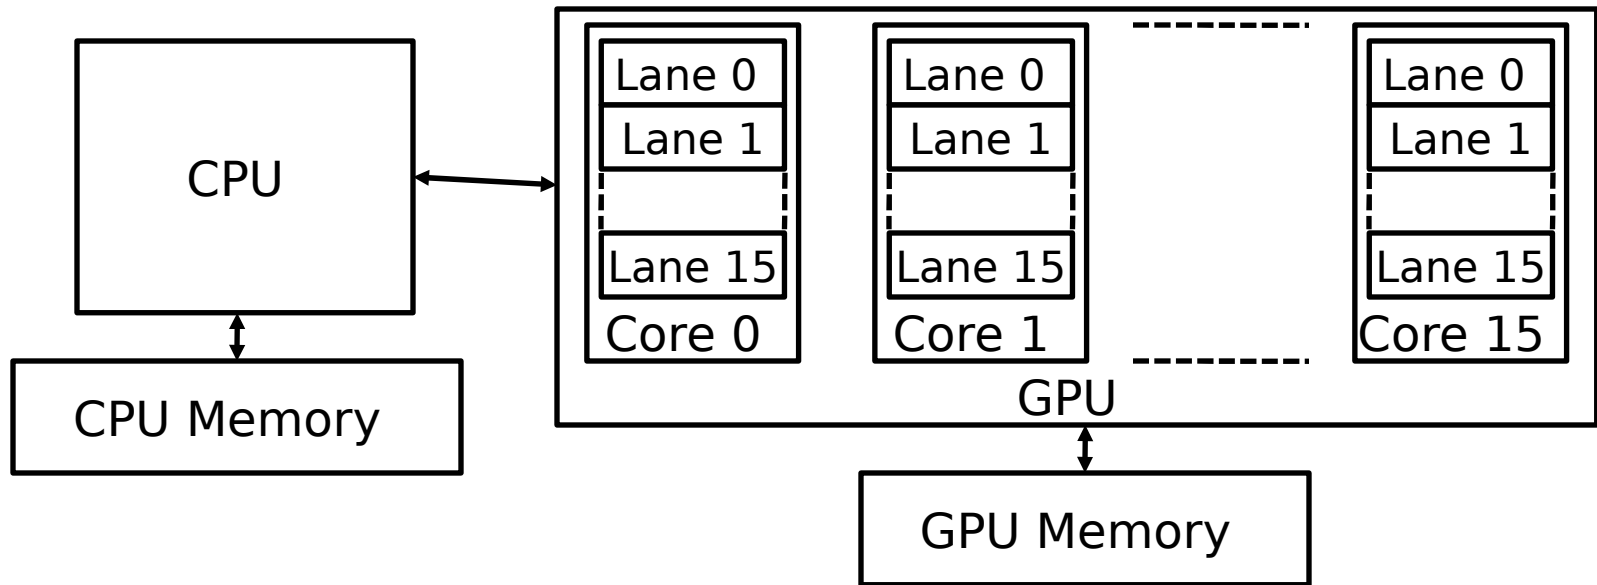 CPU
CPU Memory
Lane 0
Lane 1
Lane 15
Core 0
Lane 0
Lane 1
Lane 15
Core 1
Lane 0
Lane 1
Lane 15
Core 15
GPU
GPU Memory